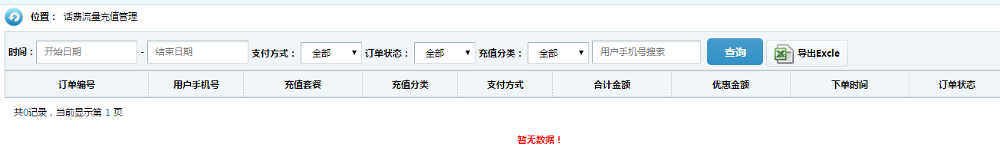 位置： 话费流量充值管理
时间： 开始日期 - 结束日期 支付方式： 全部 订单状态： 全部 充值分类： 全部 用户手机号搜索 查询 导出Excle
订单编号 用户手机号 充值套餐 充值分类 支付方式 合计金额 优惠金额 下单时间 订单状态
共0记录，当前显示第 1 页
暂无数据！